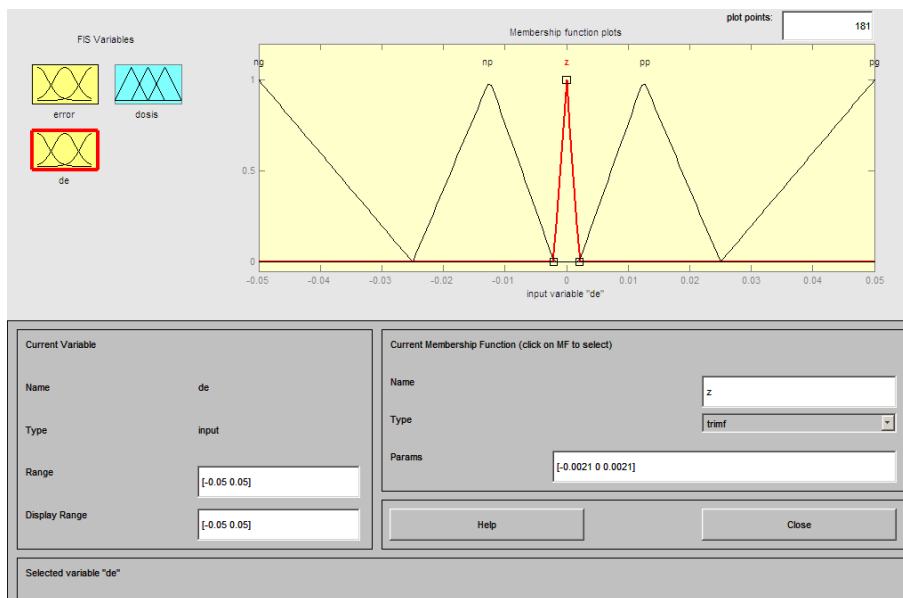 plot points:
181
FIS Variables
Membership function plots
error
dosis
de
ng
np
z
pp
pg
1
0.5
0
-0.05
-0.04
-0.03
-0.02
-0.01
0
0.01
0.02
0.03
0.04
0.05
input variable "de"
Current Variable
Name
de
Type
input
Range
[-0.05 0.05]
Display Range
[-0.05 0.05]
Current Membership Function (click on MF to select)
Name
z
Type
trimf
Params
[-0.0021 0 0.0021]
Help
Close
Selected variable "de"